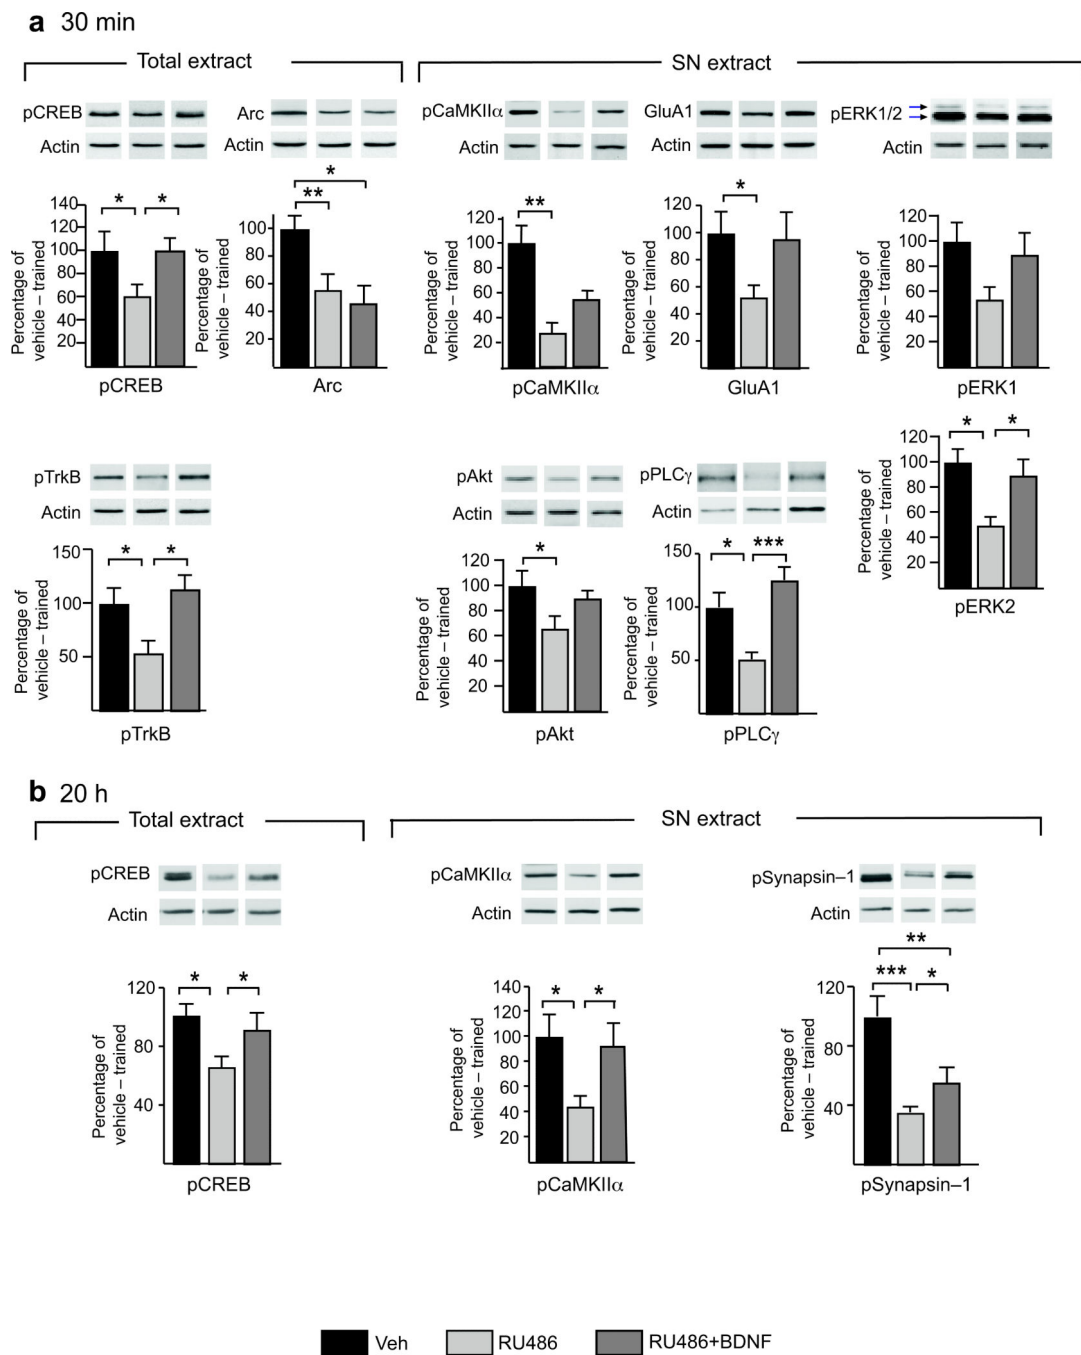 a 30 min
Total extract
SN extract
pCREB
Actin
Arc
Actin
pCaMKIIα
Actin
GluA1
Actin
pERK1/2
Actin
Percentage of
vehicle – trained
140
120
100
80
60
40
20
* *
pCREB
Percentage of
vehicle – trained
100
80
60
40
20
*
**
Arc
Percentage of
vehicle – trained
120
100
80
60
40
20
**
pCaMKIIα
Percentage of
vehicle – trained
120
100
80
60
40
20
*
GluA1
Percentage of
vehicle – trained
120
100
80
60
40
20
pERK1
Percentage of
vehicle – trained
120
100
80
60
40
20
* *
pERK2
pTrkB
Actin
Percentage of
vehicle – trained
150
100
50
* *
pTrkB
pAkt
Actin
Percentage of
vehicle – trained
120
100
80
60
40
20
*
pAkt
pPLCγ
Actin
Percentage of
vehicle – trained
150
100
50
* ***
pPLCγ
b 20 h
Total extract
SN extract
pCREB
Actin
Percentage of
vehicle – trained
120
80
40
* *
pCREB
pCaMKIIα
Actin
Percentage of
vehicle – trained
140
120
100
80
60
40
20
* *
pCaMKIIα
pSynapsin–1
Actin
Percentage of
vehicle – trained
120
80
40
**
*** *
pSynapsin–1
Veh RU486 RU486+BDNF